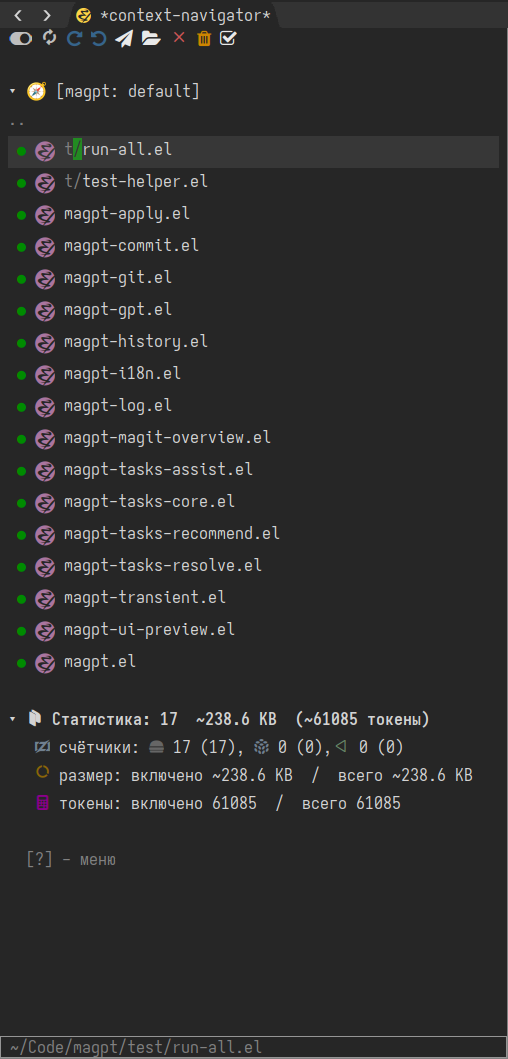 *context-navigator*
[magpt: default]
..
t/run-all.el
t/test-helper.el
magpt-apply.el
magpt-commit.el
magpt-git.el
magpt-gpt.el
magpt-history.el
magpt-i18n.el
magpt-log.el
magpt-magit-overview.el
magpt-tasks-assist.el
magpt-tasks-core.el
magpt-tasks-recommend.el
magpt-tasks-resolve.el
magpt-transient.el
magpt-ui-preview.el
magpt.el
Статистика: 17 ~238.6 KB (~61085 токены)
счётчики: 17 (17), 0 (0), 0 (0)
размер: включено ~238.6 KB / всего ~238.6 KB
токены: включено 61085 / всего 61085
[?] – меню
~/Code/magpt/test/run-all.el